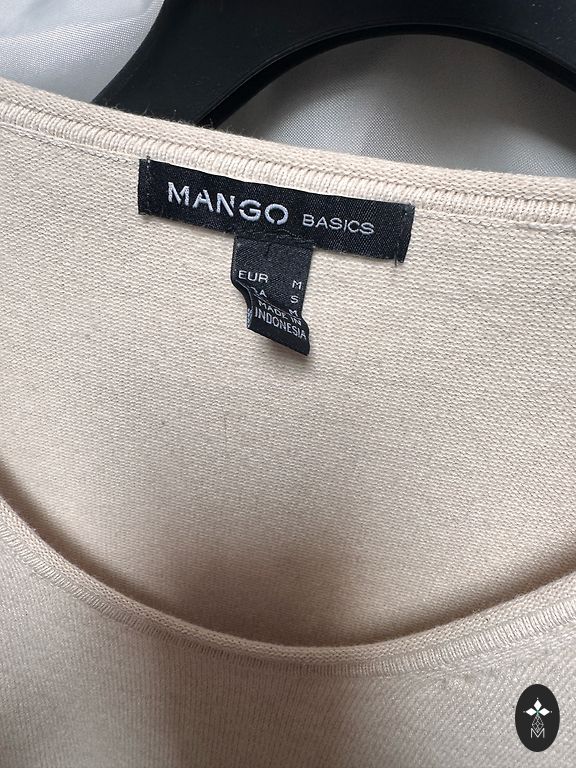 MANGO BASICS
EUR M
S
M
MADE IN
INDONESIA